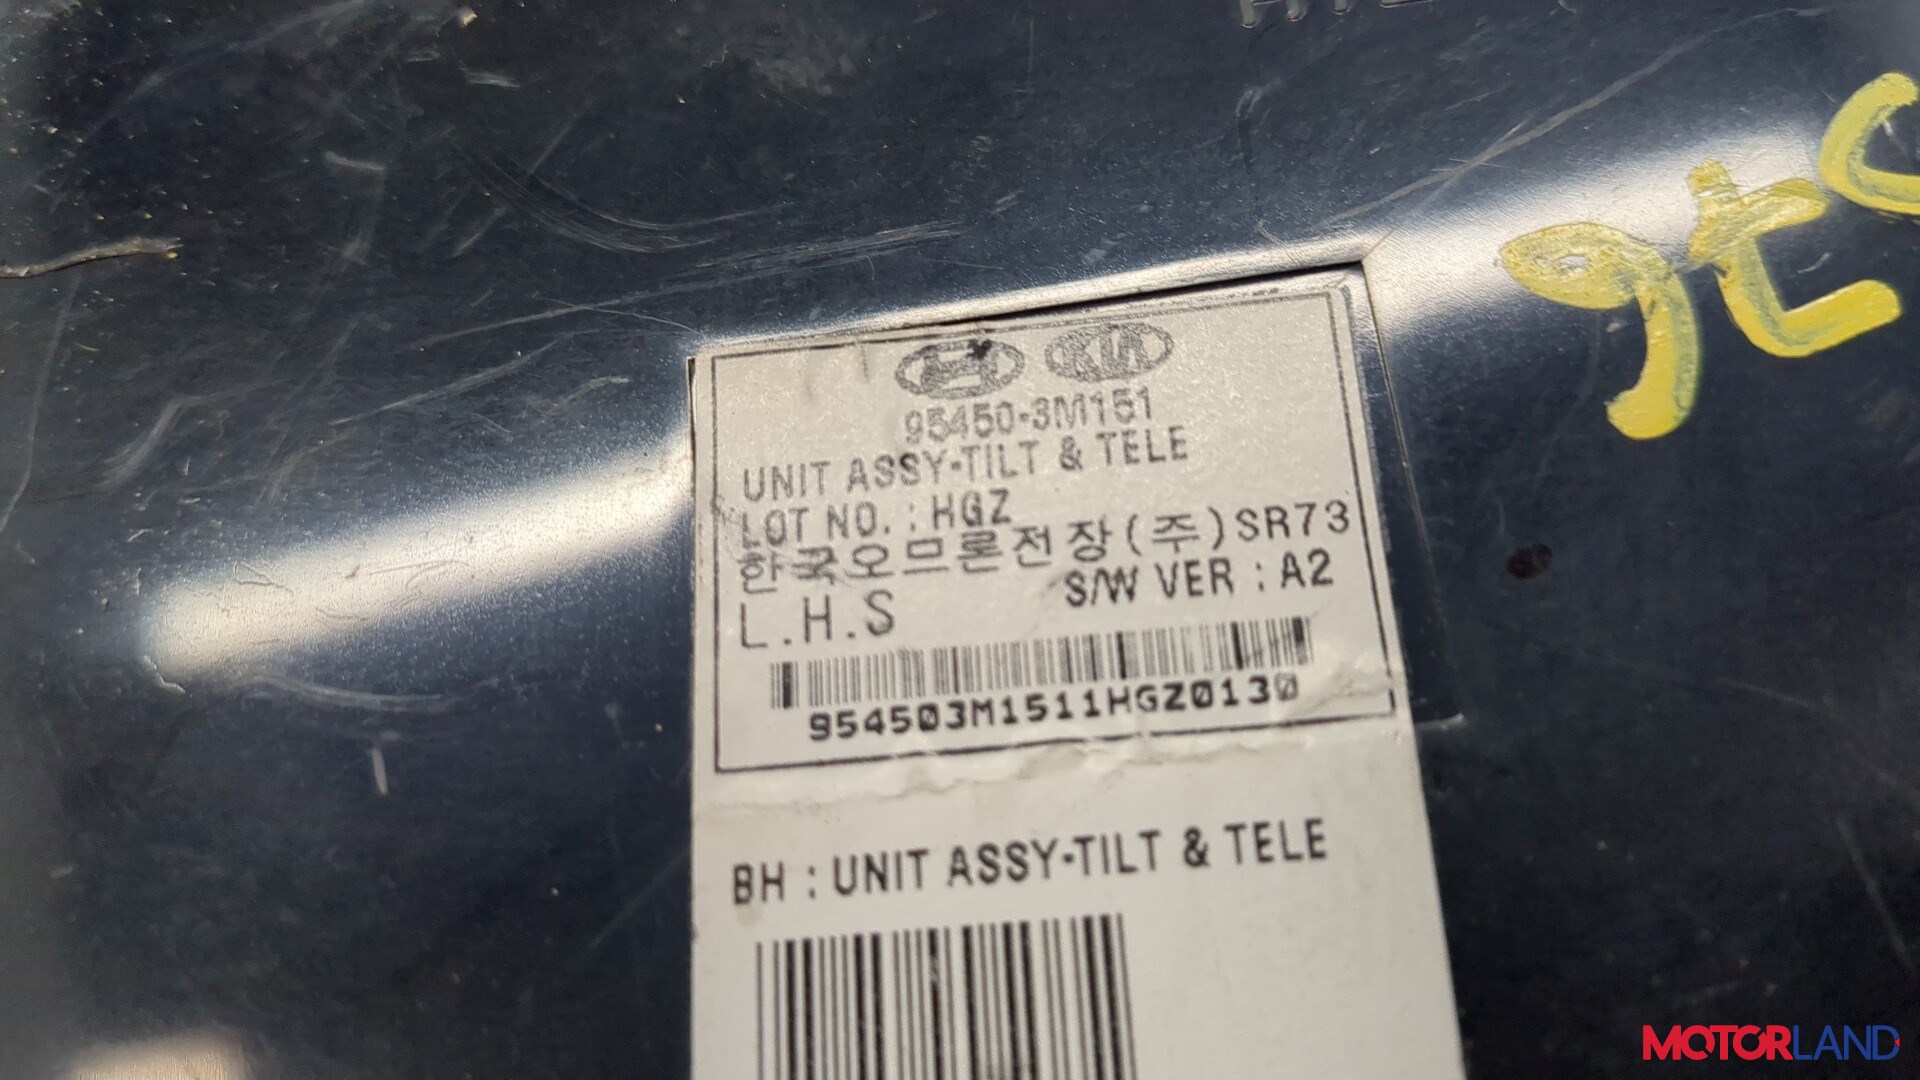 KIA
95450-3M151
UNIT ASSY-TILT & TELE
LOT NO. : HGZ
한국오므론전장(주)SR73
L.H.S S/W VER : A2
954503M1511HGZ0130
BH : UNIT ASSY-TILT & TELE
MOTORLAND